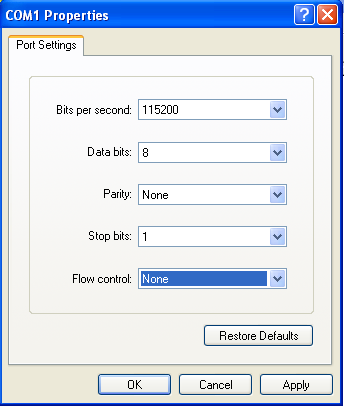 COM1 Properties
Port Settings
Bits per second: 115200
Data bits: 8
Parity: None
Stop bits: 1
Flow control: None
Restore Defaults
OK Cancel Apply